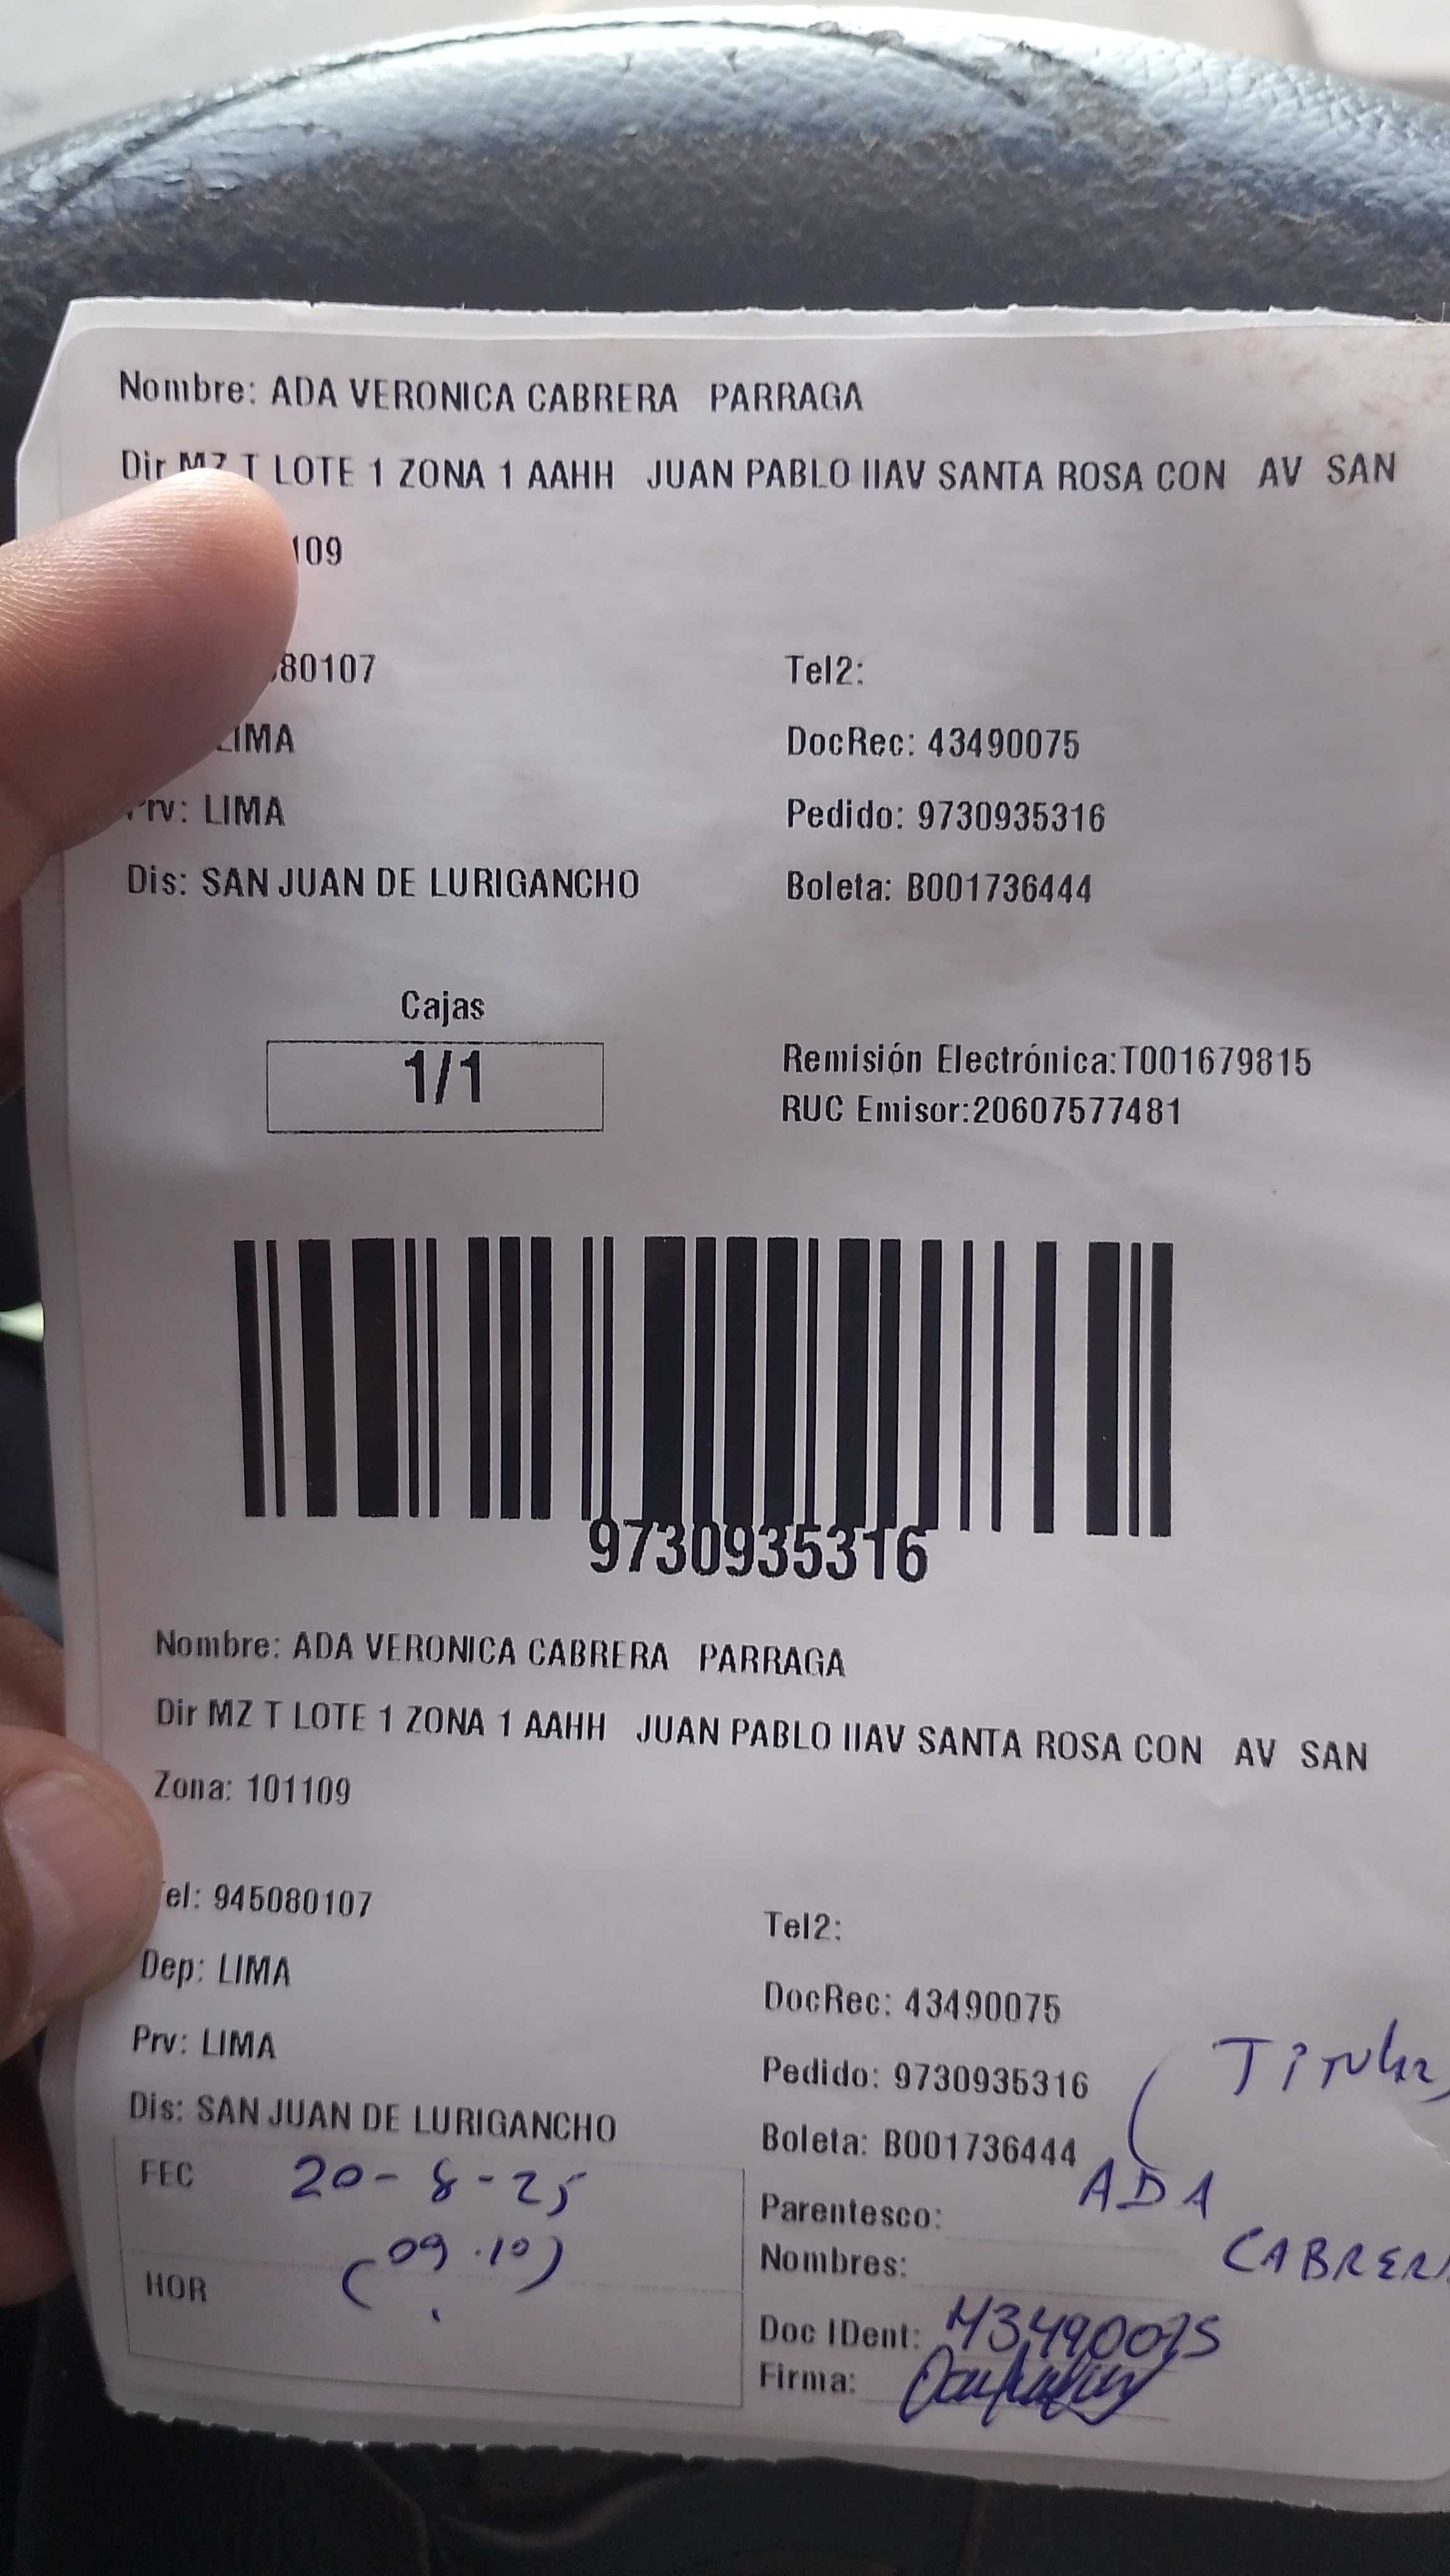 Nombre: ADA VERONICA CABRERA PARRAGA
Dir MZ T LOTE 1 ZONA 1 AAHH JUAN PABLO IIAV SANTA ROSA CON AV SAN
109
80107
Tel2:
LIMA
DocRec: 43490075
Prv: LIMA
Pedido: 9730935316
Dis: SAN JUAN DE LURIGANCHO
Boleta: B001736444
Cajas
1/1
Remisión Electrónica:T001679815
RUC Emisor:20607577481
9730935316
Nombre: ADA VERONICA CABRERA PARRAGA
Dir MZ T LOTE 1 ZONA 1 AAHH JUAN PABLO IIAV SANTA ROSA CON AV SAN
Zona: 101109
Tel: 945080107
Tel2:
Dep: LIMA
DocRec: 43490075
Prv: LIMA
Pedido: 9730935316
Titular
Dis: SAN JUAN DE LURIGANCHO
Boleta: B001736444
FEC 20-8-25
Parentesco: ADA
Nombres: CABRERA
HOR (09.10)
Doc IDent: 43490075
Firma: